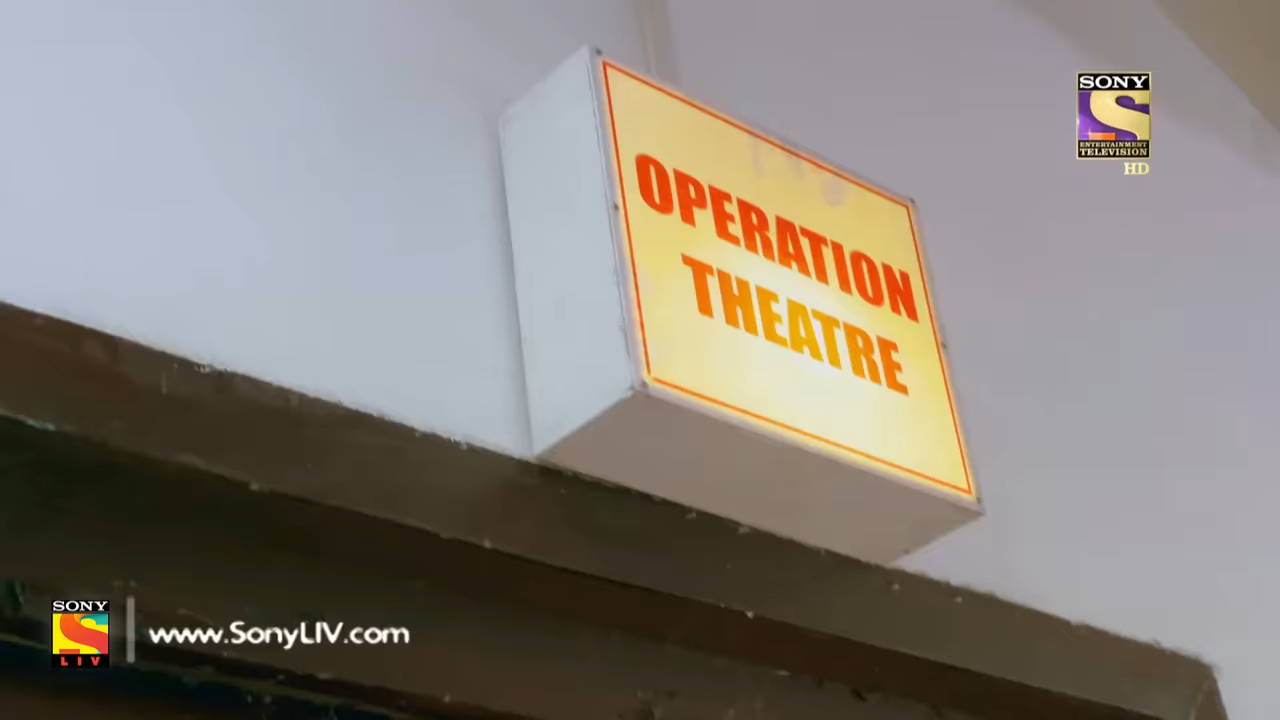 SONY
ENTERTAINMENT
TELEVISION
HD
OPERATION
THEATRE
SONY
LIV
www.SonyLIV.com